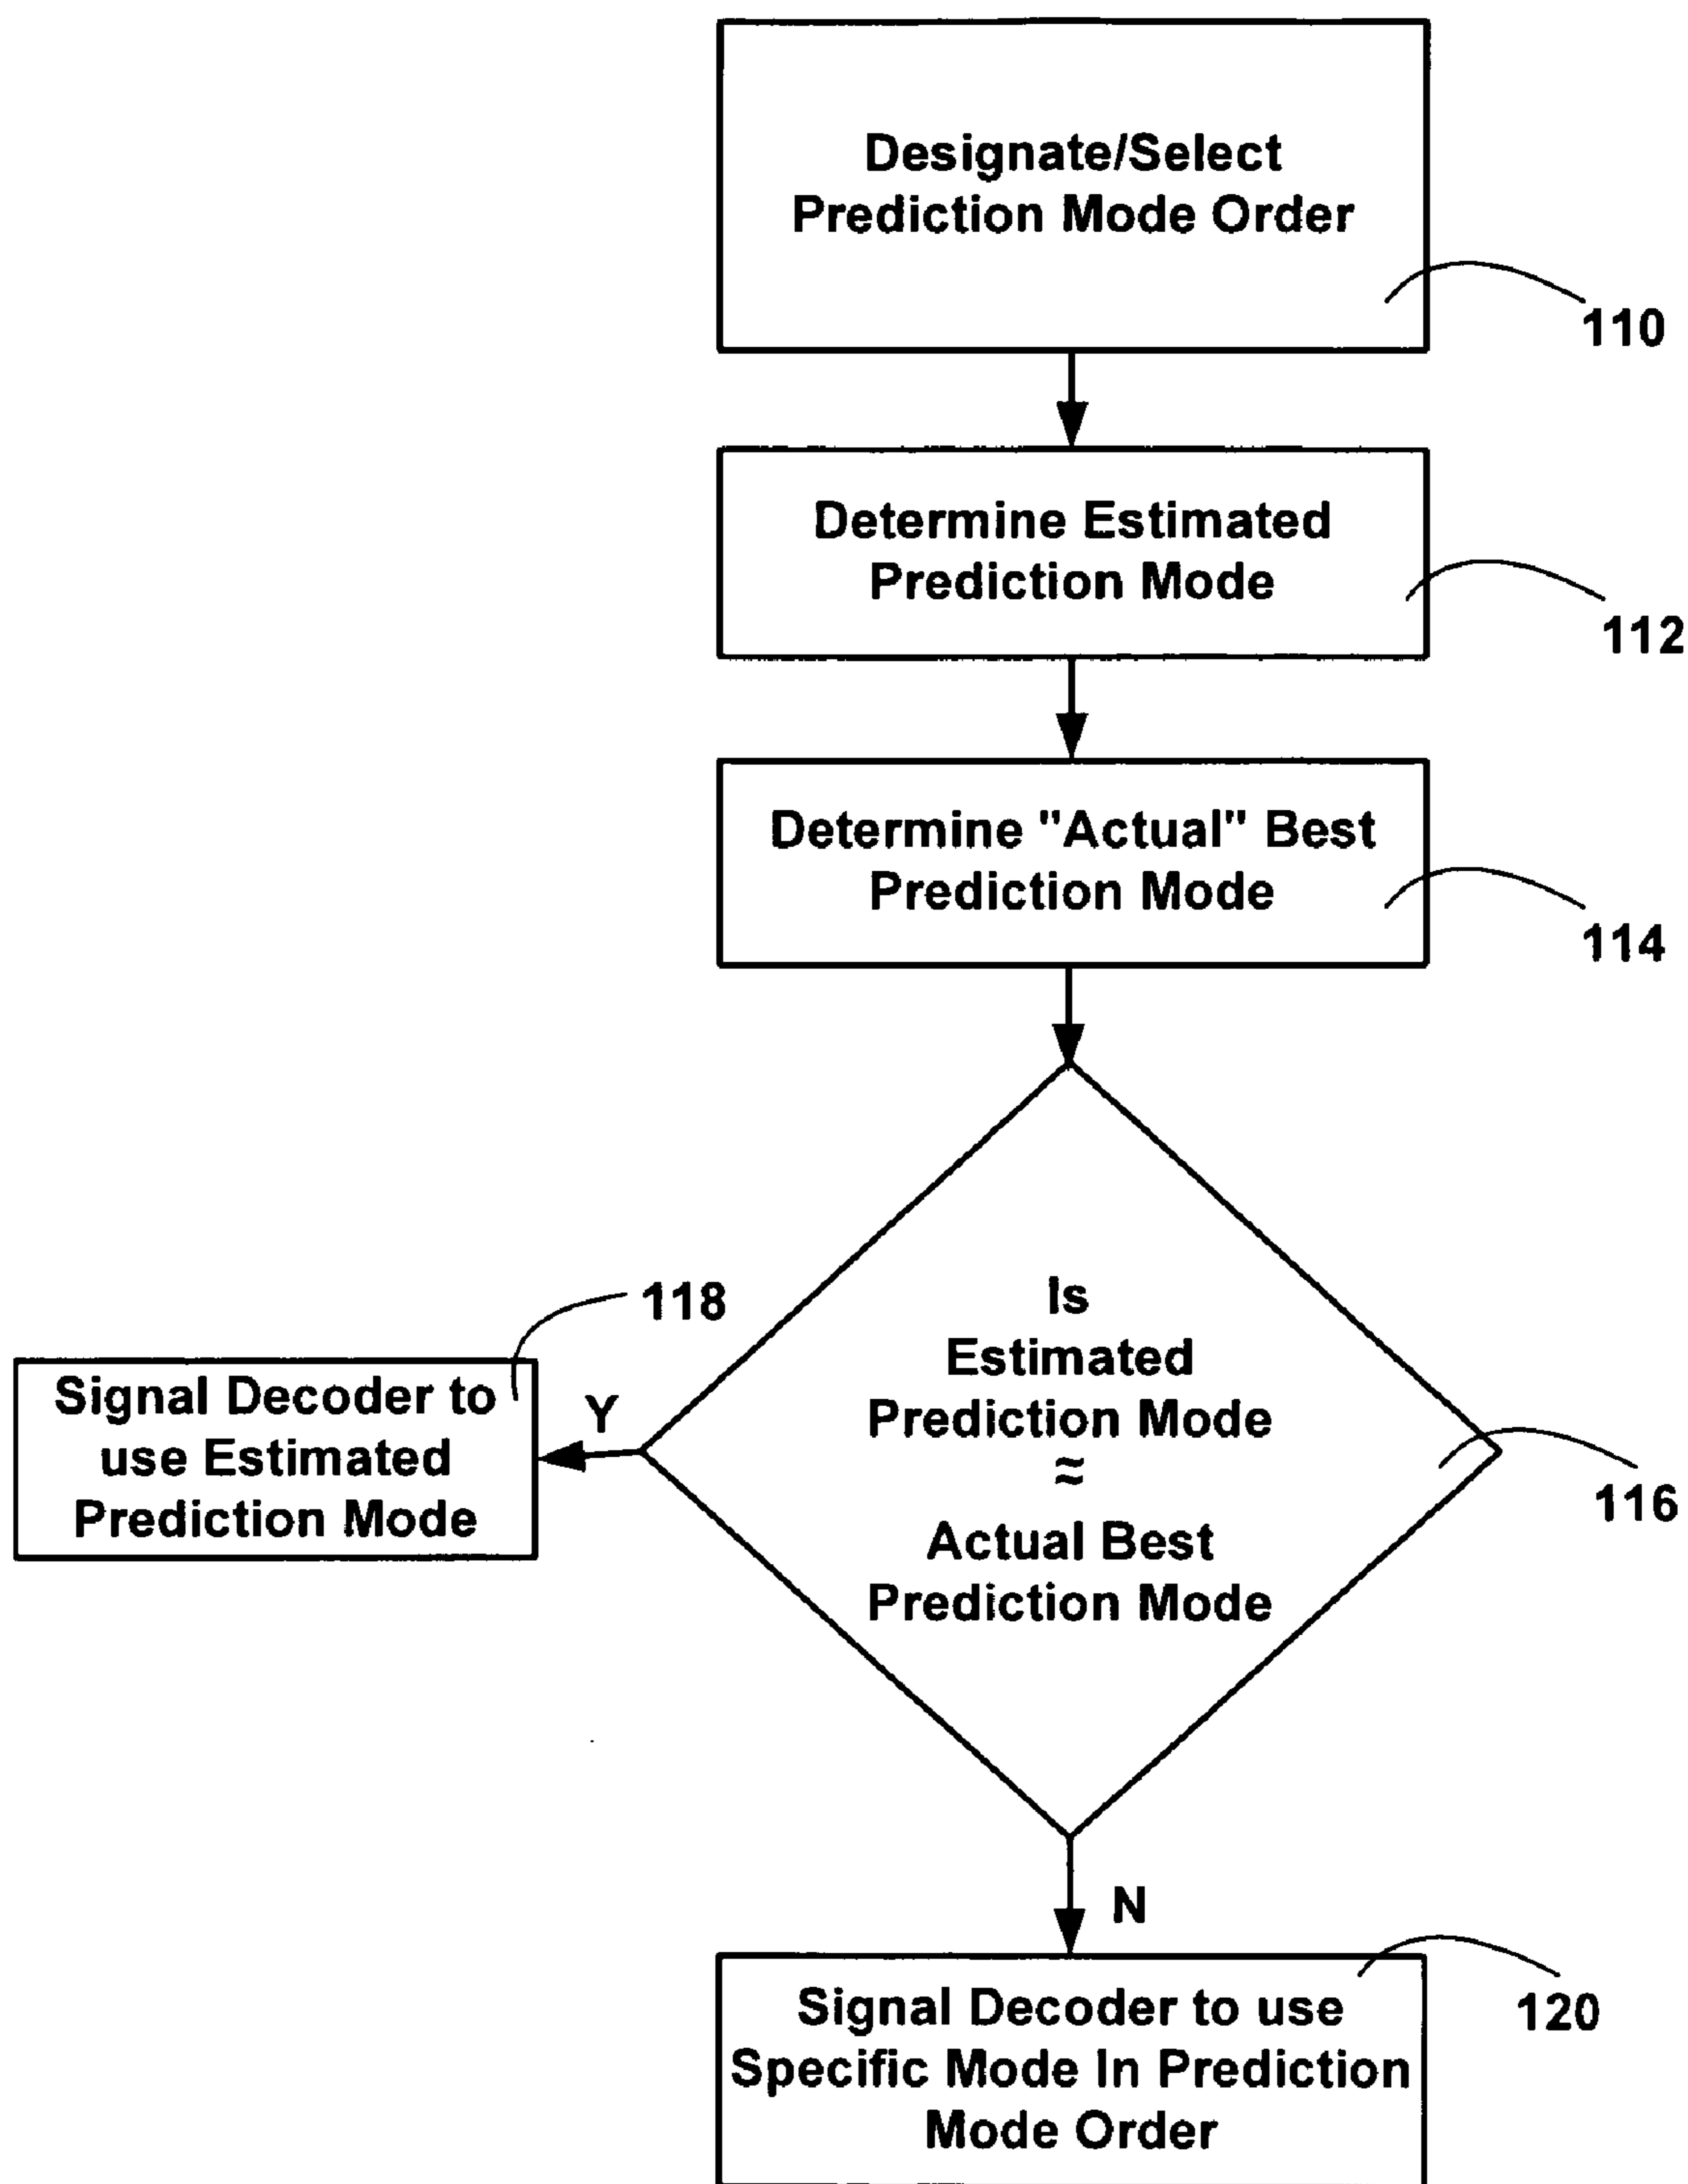 Designate/Select
Prediction Mode Order
110
Determine Estimated
Prediction Mode
112
Determine "Actual" Best
Prediction Mode
114
Is
Estimated
Prediction Mode
≈
Actual Best
Prediction Mode
116
118
Y
Signal Decoder to
use Estimated
Prediction Mode
N
Signal Decoder to use
Specific Mode In Prediction
Mode Order
120